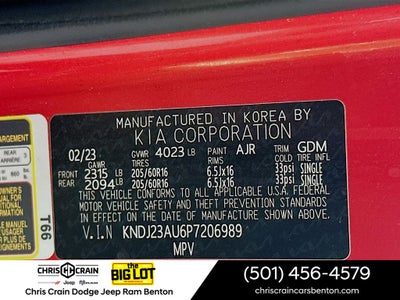 MANUFACTURED IN KOREA BY
KIA CORPORATION
02/23 GVWR 4023 LB PAINT AJR TRIM GDM
GAWR TIRES RIMS COLD TIRE INFL
FRONT 2315 LB 205/60R16 6.5Jx16 33psi SINGLE
REAR 2094 LB 205/60R16 6.5Jx16 33psi SINGLE
THIS VEHICLE CONFORMS TO ALL APPLICABLE U.S.A. FEDERAL
MOTOR VEHICLE SAFETY BUMPER, AND THEFT PREVENTION
STANDARDS IN EFFECT ON THE DATE OF MANUFACTURE SHOWN ABOVE.
V.I.N KNDJ23AU6P7206989
MPV
T66
CHRIS CRAIN
Jeep RAM
the BIG LOT
Chris Crain Dodge Jeep Ram Benton
(501) 456-4579
chriscraincarsbenton.com